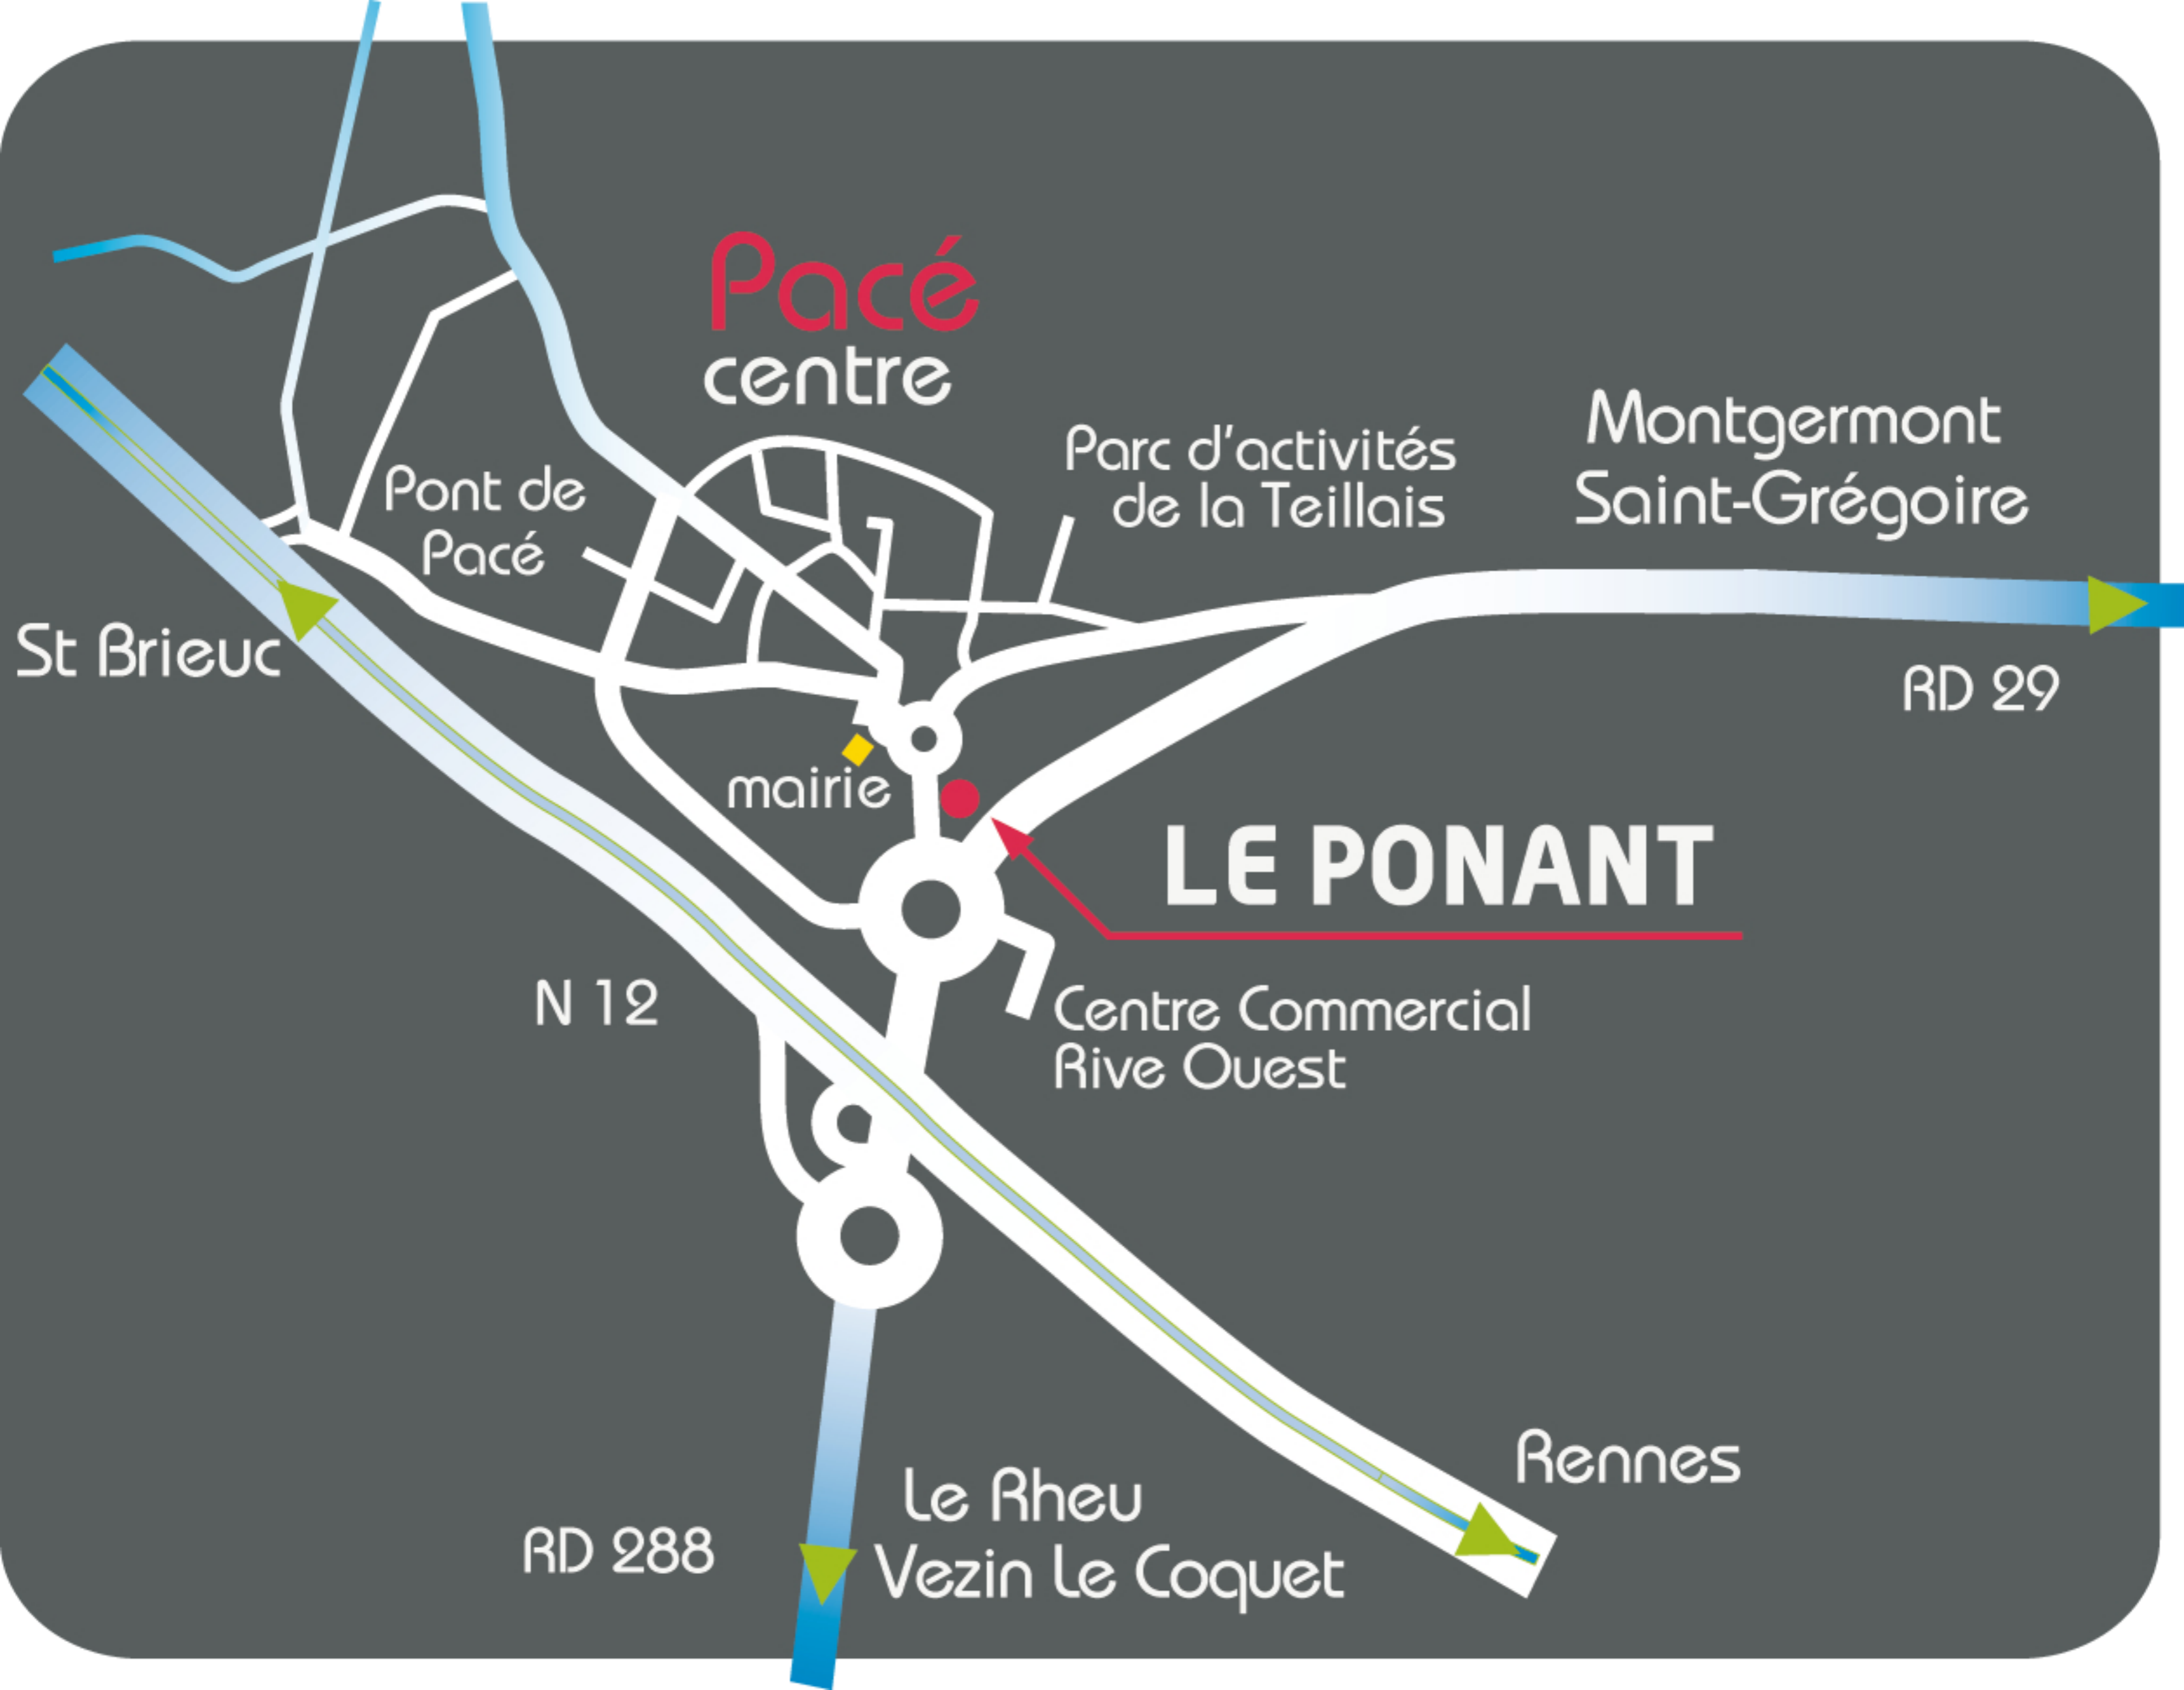 Pacé
centre
Parc d'activités
de la Teillais
Montgermont
Saint-Grégoire
Pont de
Pacé
St Brieuc
RD 29
mairie
LE PONANT
N 12
Centre Commercial
Rive Ouest
Rennes
Le Rheu
Vezin Le Coquet
RD 288